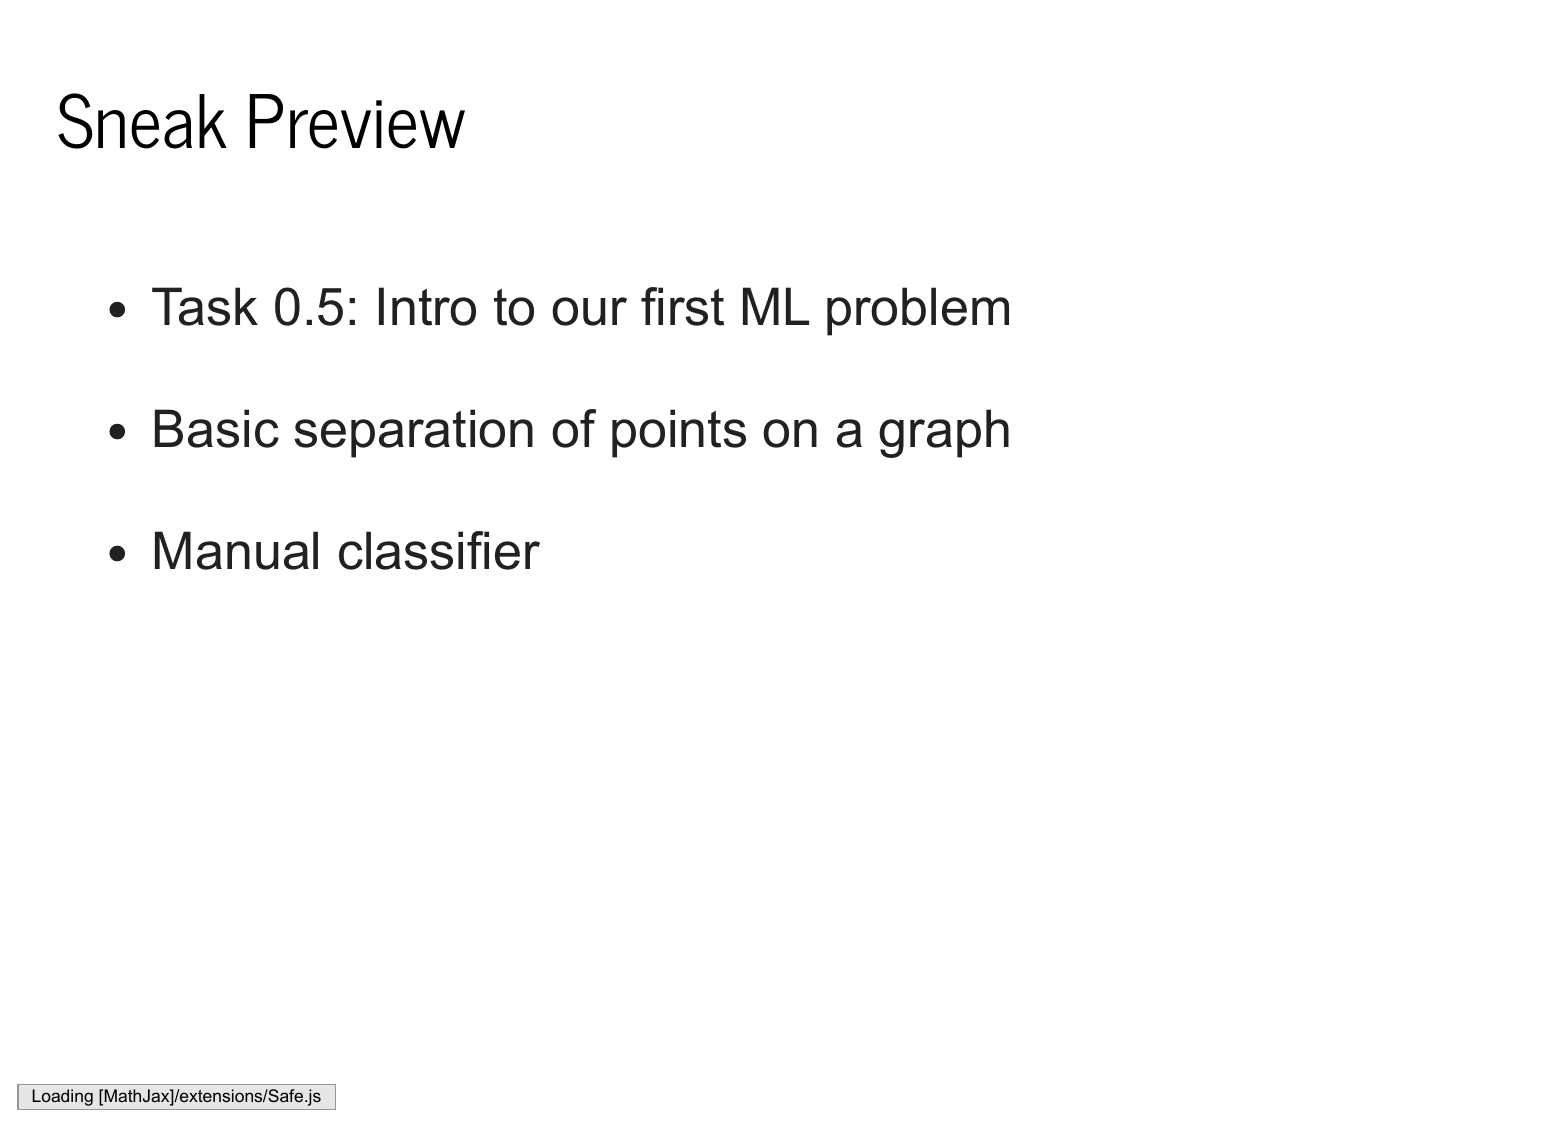 Sneak Preview
Task 0.5: Intro to our first ML problem
Basic separation of points on a graph
Manual classifier
Loading [MathJax]/extensions/Safe.js